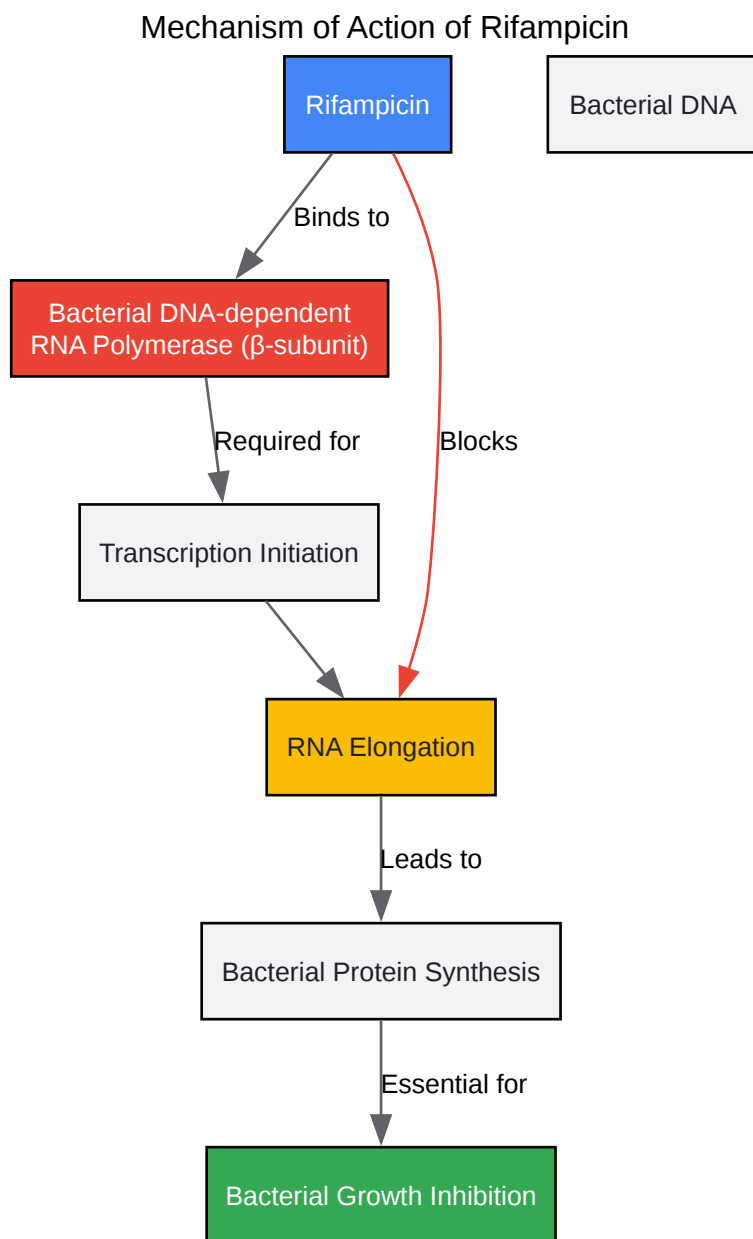 Mechanism of Action of Rifampicin
Rifampicin
Bacterial DNA
Binds to
Bacterial DNA-dependent
RNA Polymerase (β-subunit)
Required for
Blocks
Transcription Initiation
RNA Elongation
Leads to
Bacterial Protein Synthesis
Essential for
Bacterial Growth Inhibition